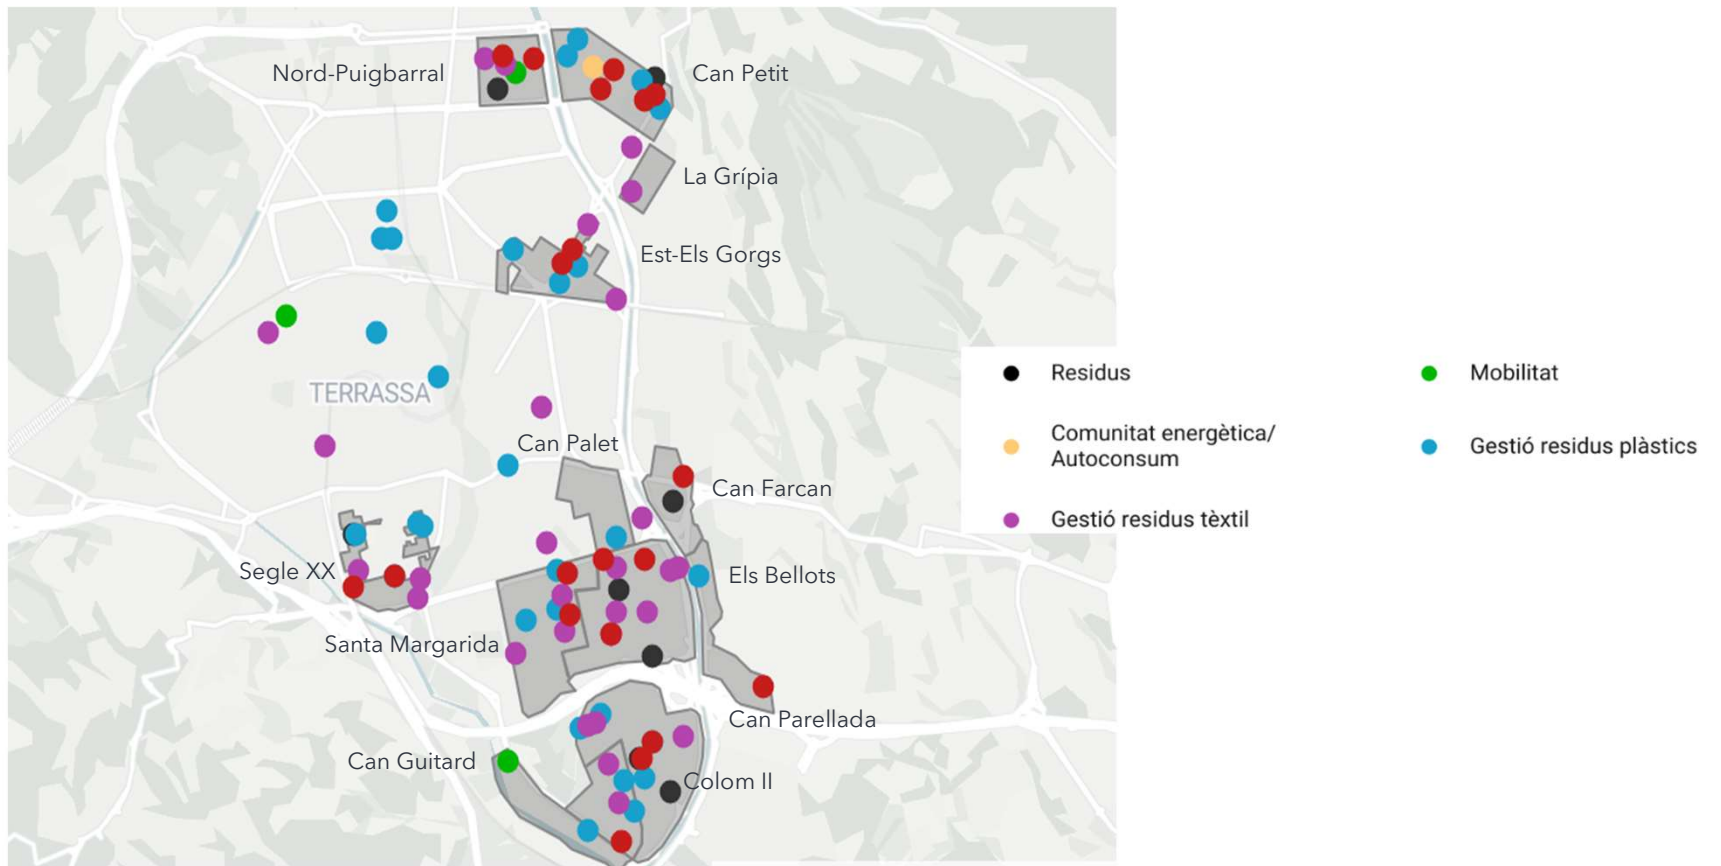 Nord-Puigbarral
Can Petit
La Grípia
Est-Els Gorgs
TERRASSA
Can Palet
Can Farcan
Segle XX
Els Bellots
Santa Margarida
Can Parellada
Can Guitard
Colom II
Residus
Comunitat energètica/
Autoconsum
Gestió residus tèxtil
Mobilitat
Gestió residus plàstics